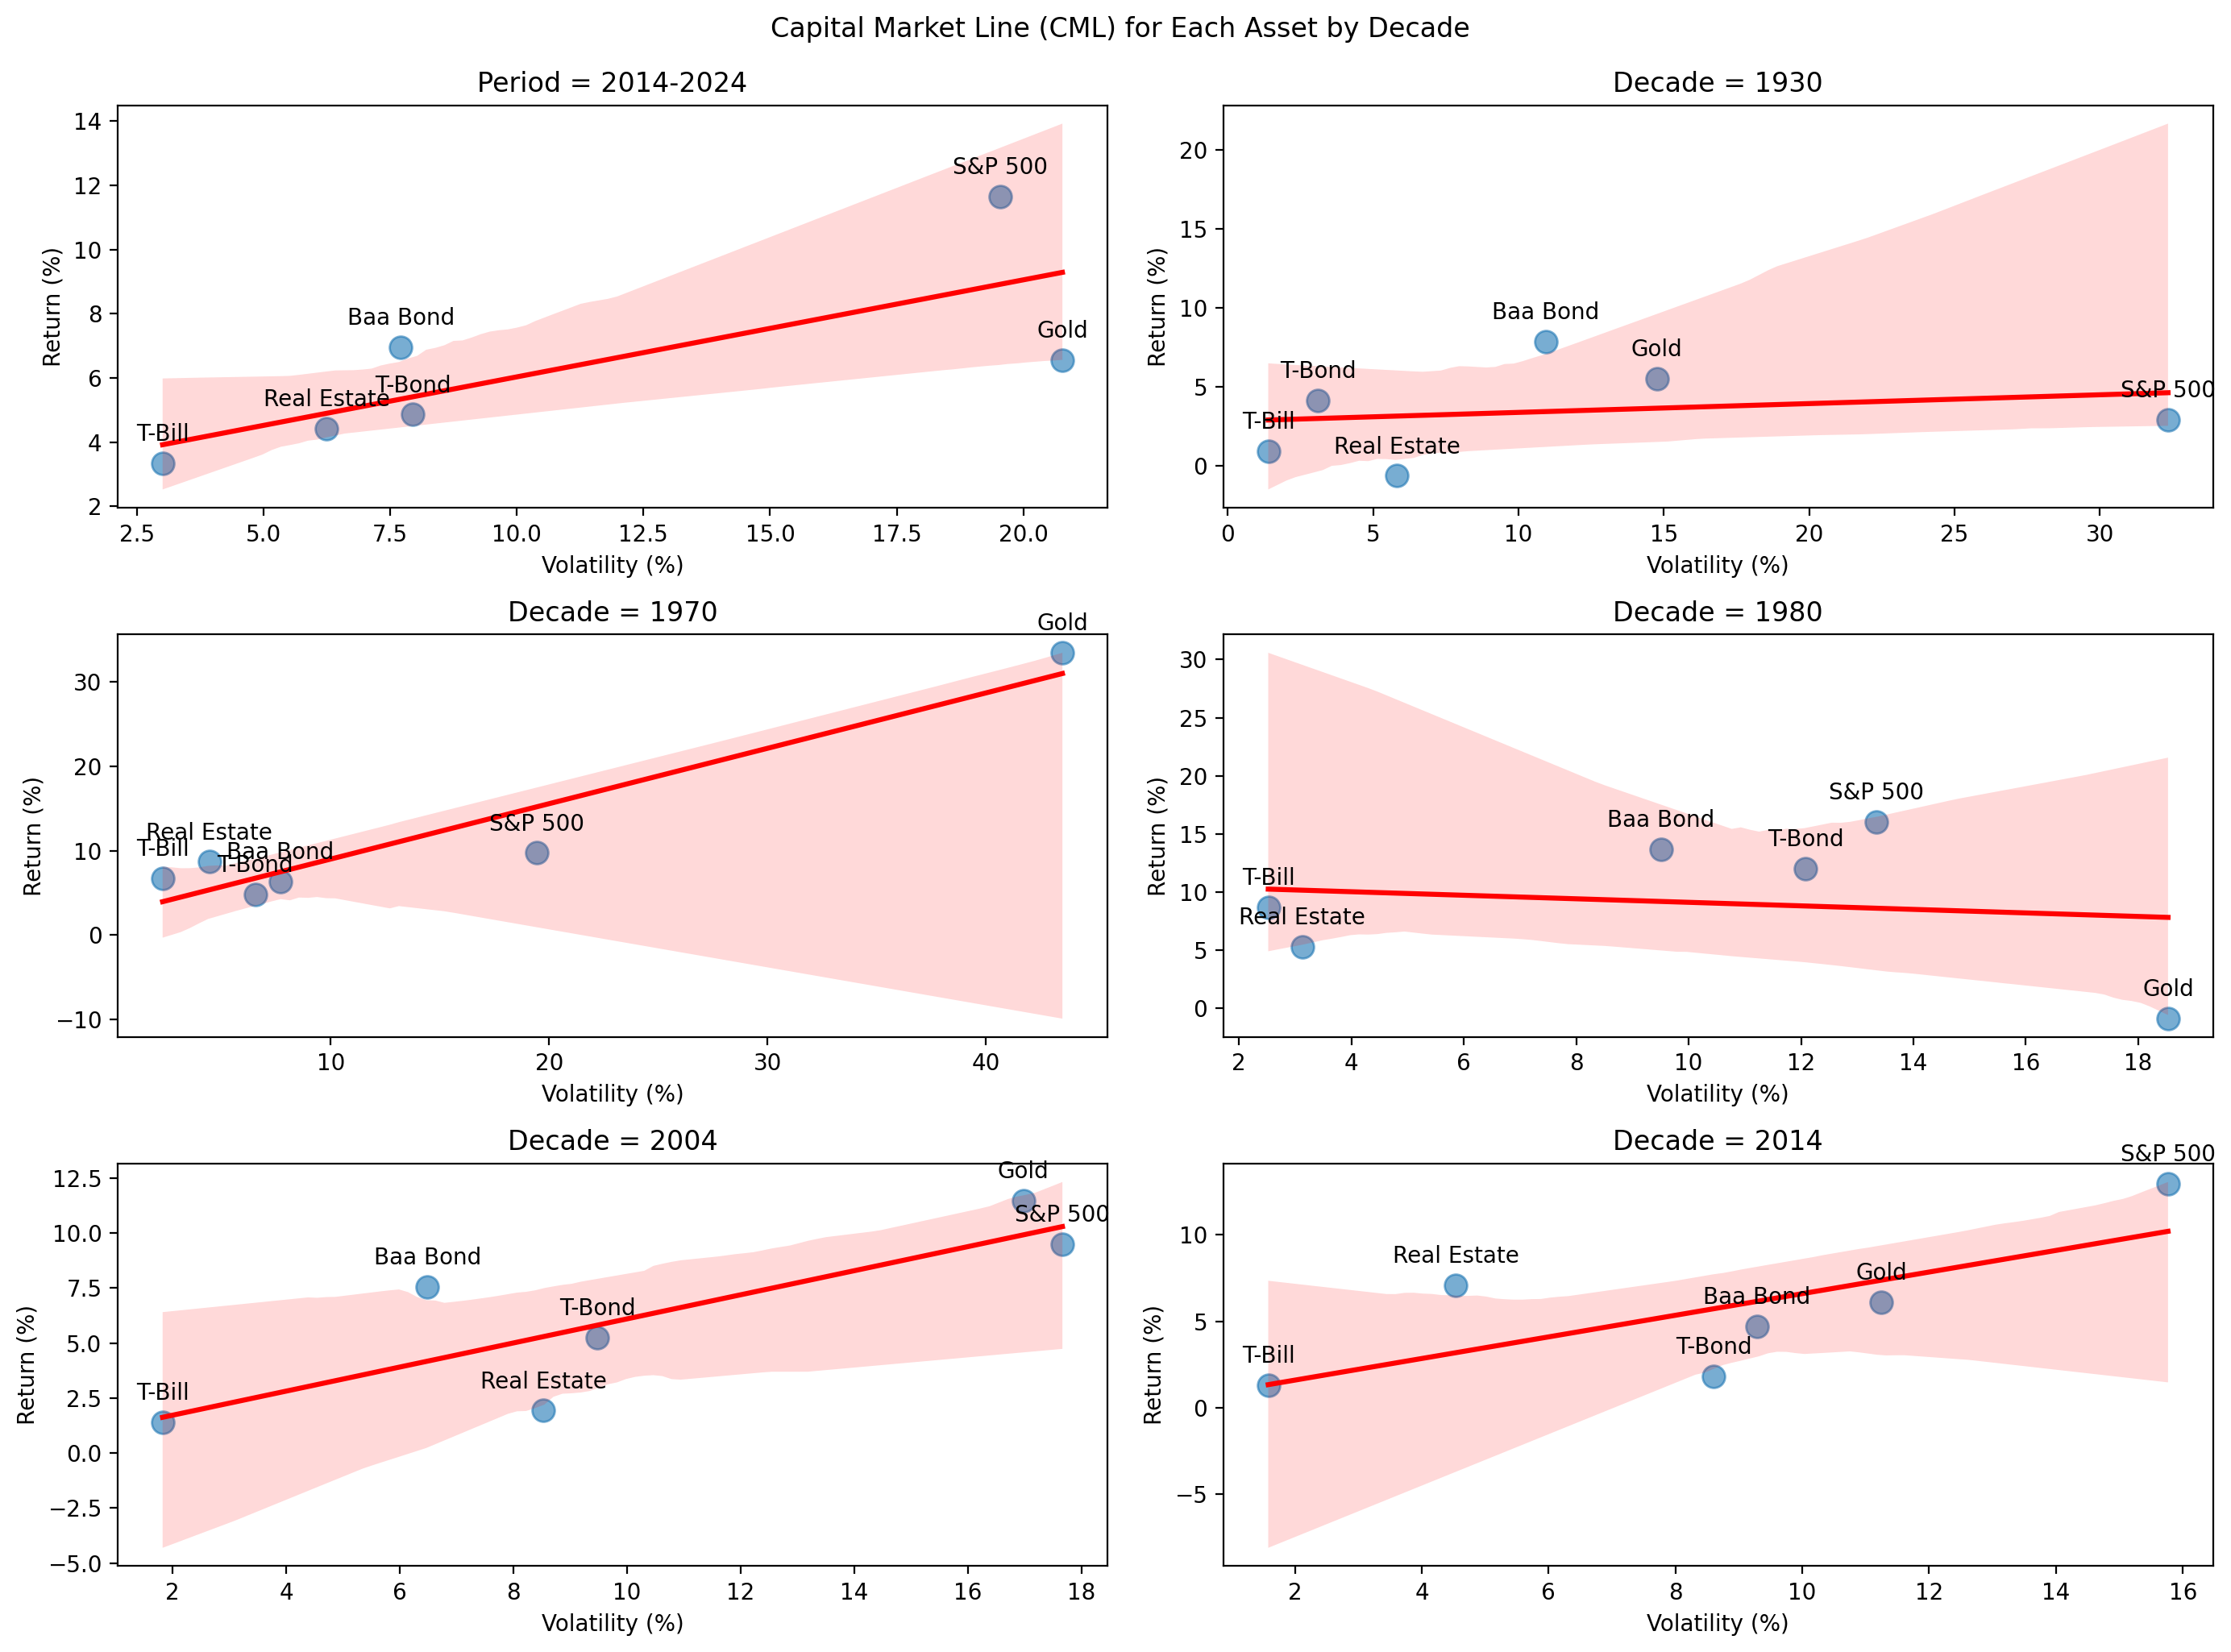 Capital Market Line (CML) for Each Asset by Decade
Period = 2014-2024
14
12
10
8
6
4
2
Return (%)
S&P 500
Baa Bond
Gold
T-Bond
Real Estate
T-Bill
2.5 5.0 7.5 10.0 12.5 15.0 17.5 20.0
Volatility (%)
Decade = 1930
20
15
10
5
0
Return (%)
Baa Bond
Gold
T-Bond
S&P 500
T-Bill
Real Estate
0 5 10 15 20 25 30
Volatility (%)
Decade = 1970
30
20
10
0
−10
Return (%)
Gold
S&P 500
Real Estate
T-Bill
Baa Bond
T-Bond
10 20 30 40
Volatility (%)
Decade = 1980
30
25
20
15
10
5
0
Return (%)
S&P 500
Baa Bond
T-Bond
T-Bill
Real Estate
Gold
2 4 6 8 10 12 14 16 18
Volatility (%)
Decade = 2004
12.5
10.0
7.5
5.0
2.5
0.0
−2.5
−5.0
Return (%)
Gold
S&P 500
Baa Bond
T-Bond
Real Estate
T-Bill
2 4 6 8 10 12 14 16 18
Volatility (%)
Decade = 2014
10
5
0
−5
Return (%)
S&P 500
Real Estate
Gold
Baa Bond
T-Bond
T-Bill
2 4 6 8 10 12 14 16
Volatility (%)